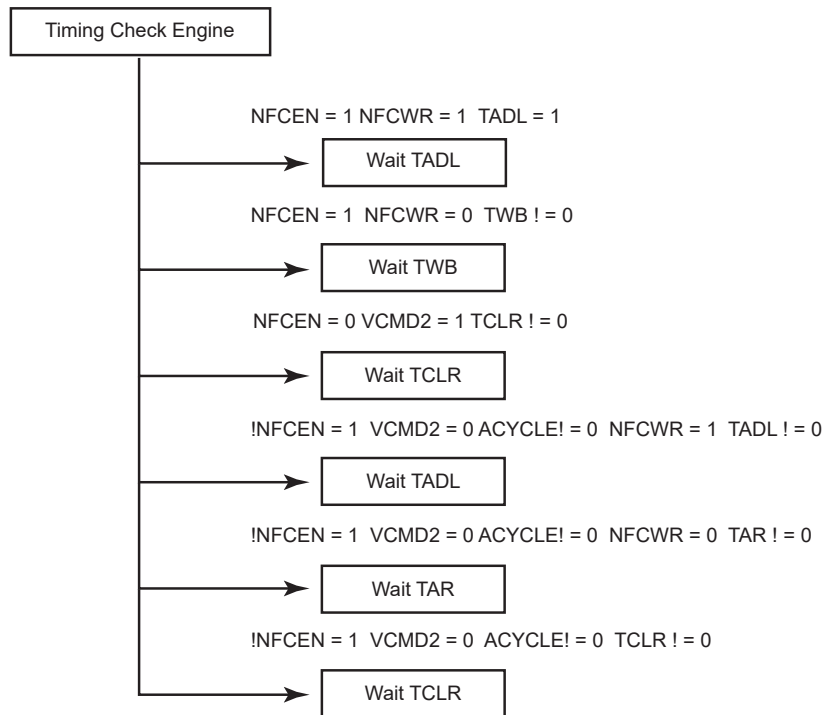 Timing Check Engine
NFCEN = 1 NFCWR = 1 TADL = 1
Wait TADL
NFCEN = 1 NFCWR = 0 TWB ! = 0
Wait TWB
NFCEN = 0 VCMD2 = 1 TCLR ! = 0
Wait TCLR
!NFCEN = 1 VCMD2 = 0 ACYCLE! = 0 NFCWR = 1 TADL ! = 0
Wait TADL
!NFCEN = 1 VCMD2 = 0 ACYCLE! = 0 NFCWR = 0 TAR ! = 0
Wait TAR
!NFCEN = 1 VCMD2 = 0 ACYCLE! = 0 TCLR ! = 0
Wait TCLR